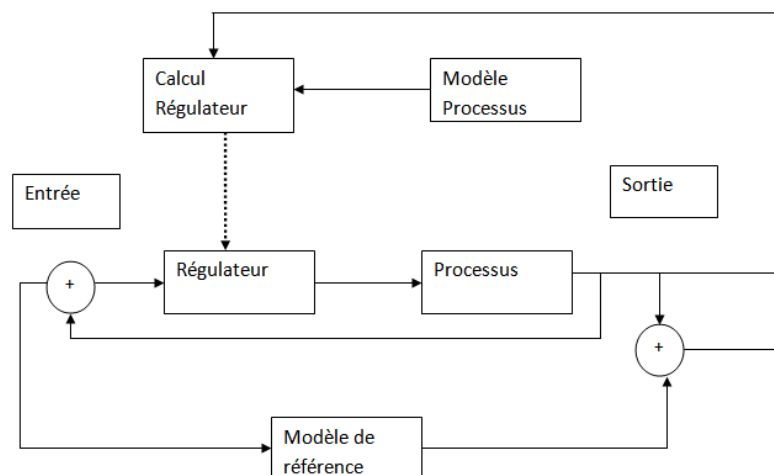 Calcul
Régulateur
Modèle
Processus
Entrée
Sortie
+
Régulateur
Processus
+
Modèle de
référence